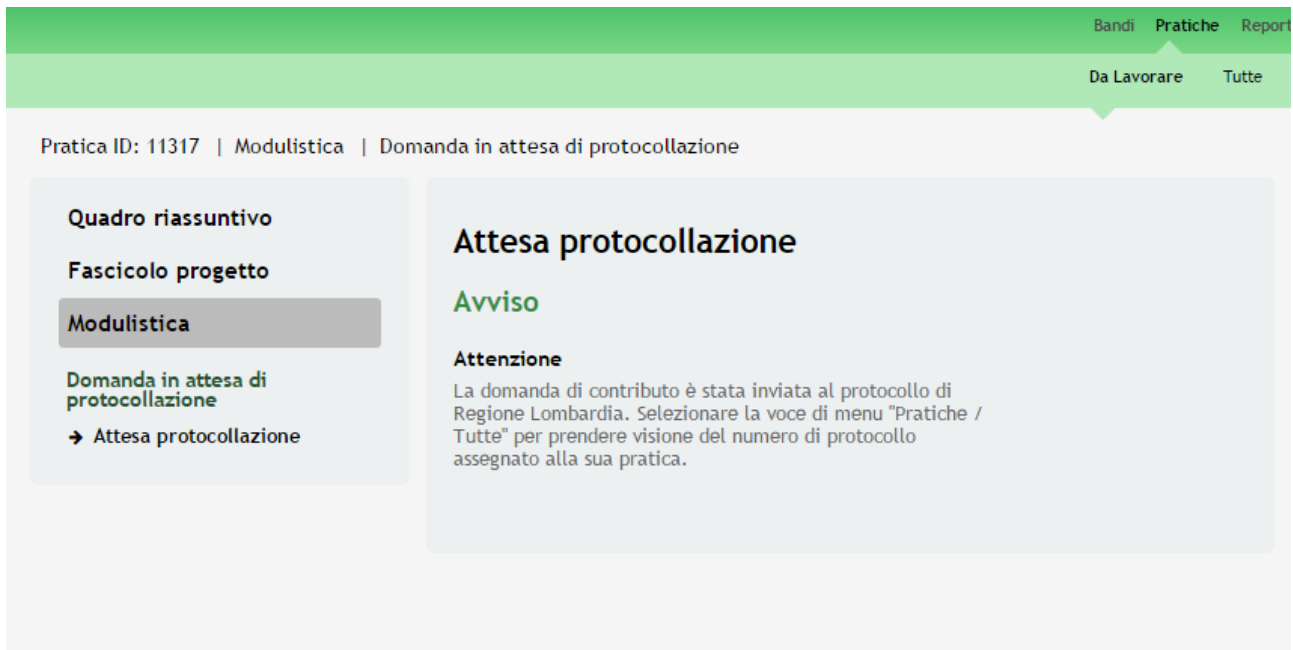 Bandi Pratiche Report
Da Lavorare Tutte
Pratica ID: 11317 | Modulistica | Domanda in attesa di protocollazione
Quadro riassuntivo
Fascicolo progetto
Modulistica
Domanda in attesa di
protocollazione
→ Attesa protocollazione
Attesa protocollazione
Avviso
Attenzione
La domanda di contributo è stata inviata al protocollo di
Regione Lombardia. Selezionare la voce di menu "Pratiche /
Tutte" per prendere visione del numero di protocollo
assegnato alla sua pratica.